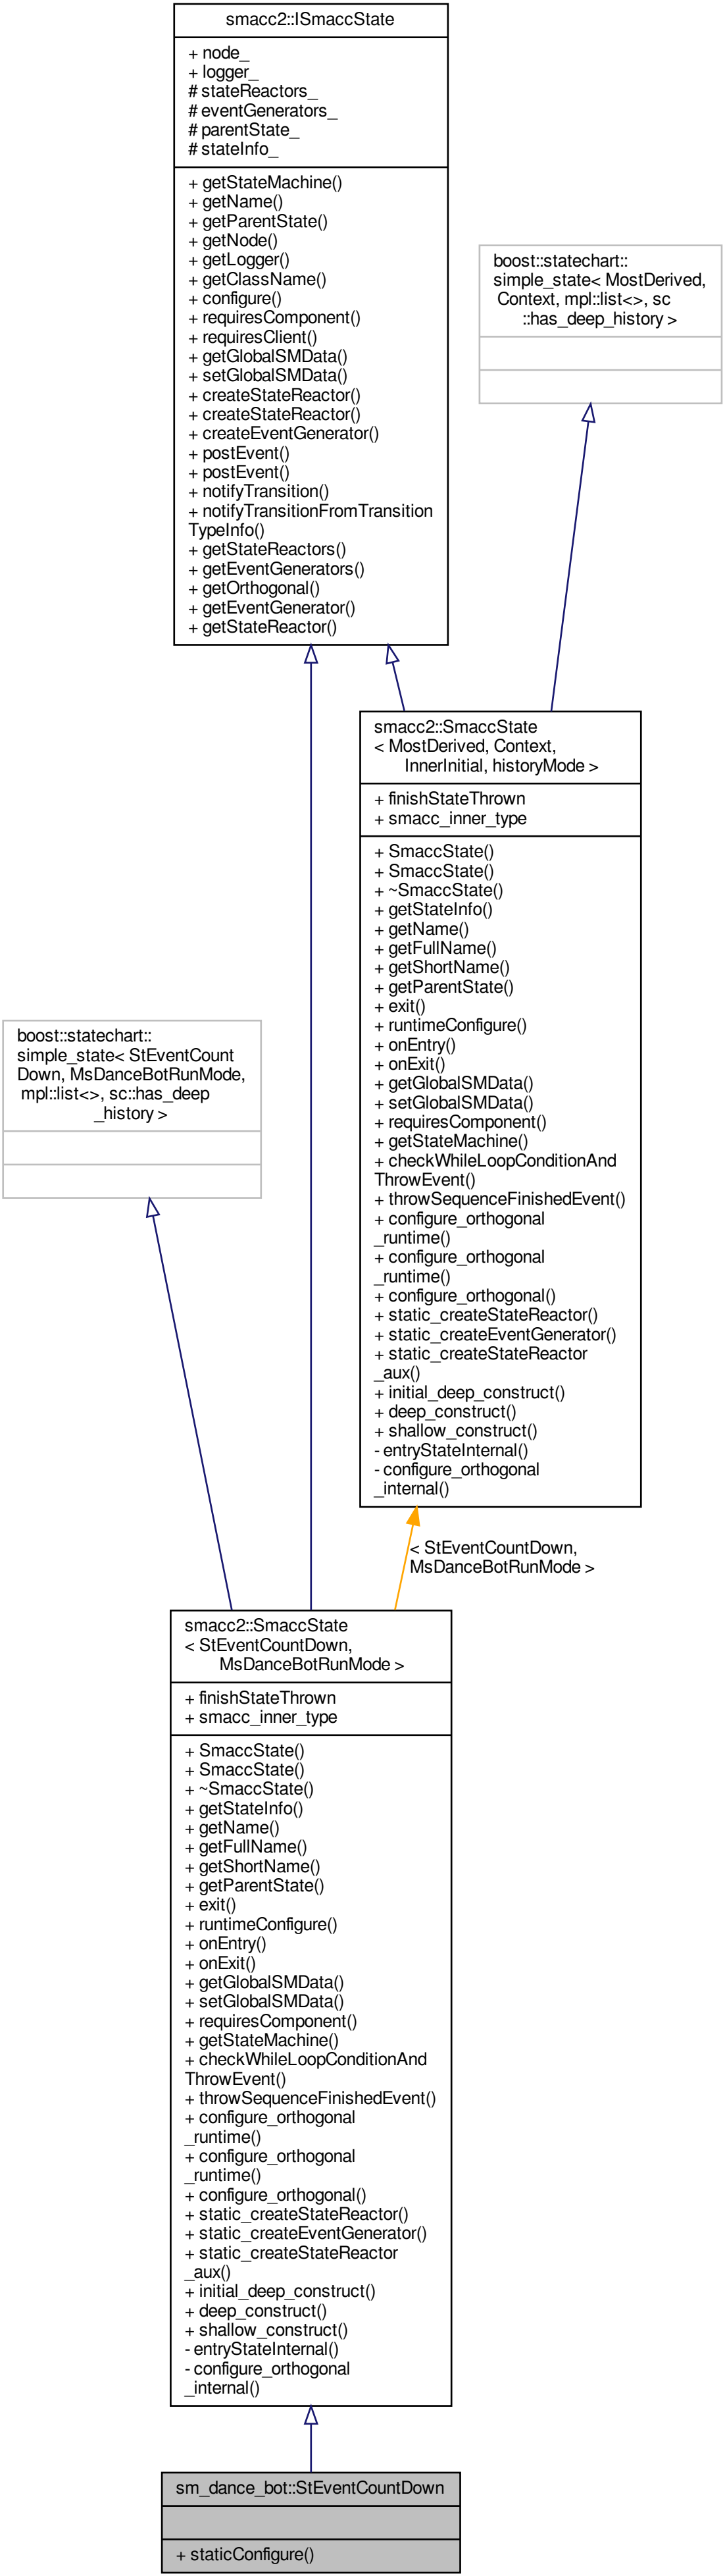 smacc2::ISmaccState
+ node_
+ logger_
# stateReactors_
# eventGenerators_
# parentState_
# stateInfo_
+ getStateMachine()
+ getName()
+ getParentState()
+ getNode()
+ getLogger()
+ getClassName()
+ configure()
+ requiresComponent()
+ requiresClient()
+ getGlobalSMData()
+ setGlobalSMData()
+ createStateReactor()
+ createStateReactor()
+ createEventGenerator()
+ postEvent()
+ postEvent()
+ notifyTransition()
+ notifyTransitionFromTransition
TypeInfo()
+ getStateReactors()
+ getEventGenerators()
+ getOrthogonal()
+ getEventGenerator()
+ getStateReactor()
boost::statechart::
simple_state< MostDerived,
Context, mpl::list<>, sc
::has_deep_history >
smacc2::SmaccState
< MostDerived, Context,
InnerInitial, historyMode >
+ finishStateThrown
+ smacc_inner_type
+ SmaccState()
+ SmaccState()
+ ~SmaccState()
+ getStateInfo()
+ getName()
+ getFullName()
+ getShortName()
+ getParentState()
+ exit()
+ runtimeConfigure()
+ onEntry()
+ onExit()
+ getGlobalSMData()
+ setGlobalSMData()
+ requiresComponent()
+ getStateMachine()
+ checkWhileLoopConditionAnd
ThrowEvent()
+ throwSequenceFinishedEvent()
+ configure_orthogonal
_runtime()
+ configure_orthogonal
_runtime()
+ configure_orthogonal()
+ static_createStateReactor()
+ static_createEventGenerator()
+ static_createStateReactor
_aux()
+ initial_deep_construct()
+ deep_construct()
+ shallow_construct()
- entryStateInternal()
- configure_orthogonal
_internal()
boost::statechart::
simple_state< StEventCount
Down, MsDanceBotRunMode,
mpl::list<>, sc::has_deep
_history >
< StEventCountDown,
MsDanceBotRunMode >
smacc2::SmaccState
< StEventCountDown,
MsDanceBotRunMode >
+ finishStateThrown
+ smacc_inner_type
+ SmaccState()
+ SmaccState()
+ ~SmaccState()
+ getStateInfo()
+ getName()
+ getFullName()
+ getShortName()
+ getParentState()
+ exit()
+ runtimeConfigure()
+ onEntry()
+ onExit()
+ getGlobalSMData()
+ setGlobalSMData()
+ requiresComponent()
+ getStateMachine()
+ checkWhileLoopConditionAnd
ThrowEvent()
+ throwSequenceFinishedEvent()
+ configure_orthogonal
_runtime()
+ configure_orthogonal
_runtime()
+ configure_orthogonal()
+ static_createStateReactor()
+ static_createEventGenerator()
+ static_createStateReactor
_aux()
+ initial_deep_construct()
+ deep_construct()
+ shallow_construct()
- entryStateInternal()
- configure_orthogonal
_internal()
sm_dance_bot::StEventCountDown
+ staticConfigure()